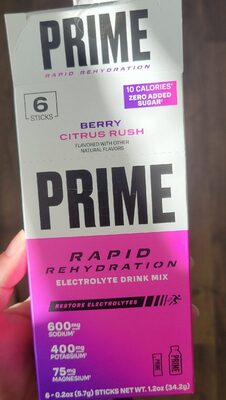 PRIME
RAPID REHYDRATION
6
STICKS
10 CALORIES†
ZERO ADDED
SUGAR†
BERRY
CITRUS RUSH
FLAVORED WITH OTHER
NATURAL FLAVORS
PRIME
RAPID
REHYDRATION
ELECTROLYTE DRINK MIX
RESTORE ELECTROLYTES
600mg
SODIUM†
400mg
POTASSIUM†
75mg
MAGNESIUM†
PRIME
6 - 0.2oz (5.7g) STICKS NET WT. 1.2oz (34.2g)